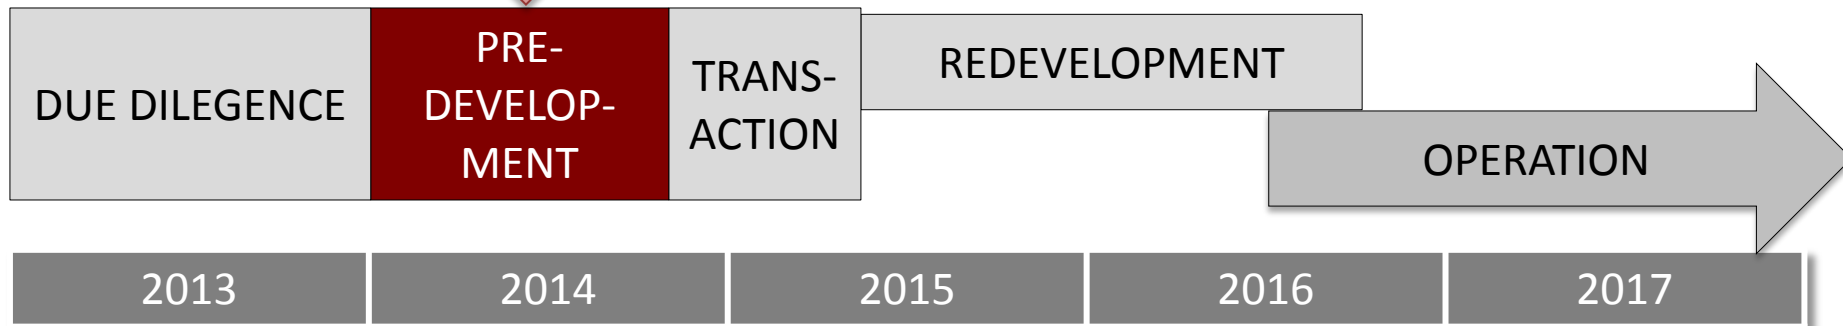 DUE DILEGENCE
PRE-
DEVELOP-
MENT
TRANS-
ACTION
REDEVELOPMENT
OPERATION
2013
2014
2015
2016
2017